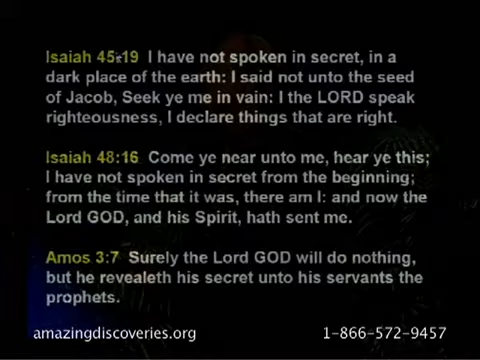 Isaiah 45:19 I have not spoken in secret, in a
dark place of the earth: I said not unto the seed
of Jacob, Seek ye me in vain: I the LORD speak
righteousness, I declare things that are right.
Isaiah 48:16 Come ye near unto me, hear ye this;
I have not spoken in secret from the beginning;
from the time that it was, there am I: and now the
Lord GOD, and his Spirit, hath sent me.
Amos 3:7 Surely the Lord GOD will do nothing,
but he revealeth his secret unto his servants the
prophets.
amazingdiscoveries.org 1-866-572-9457